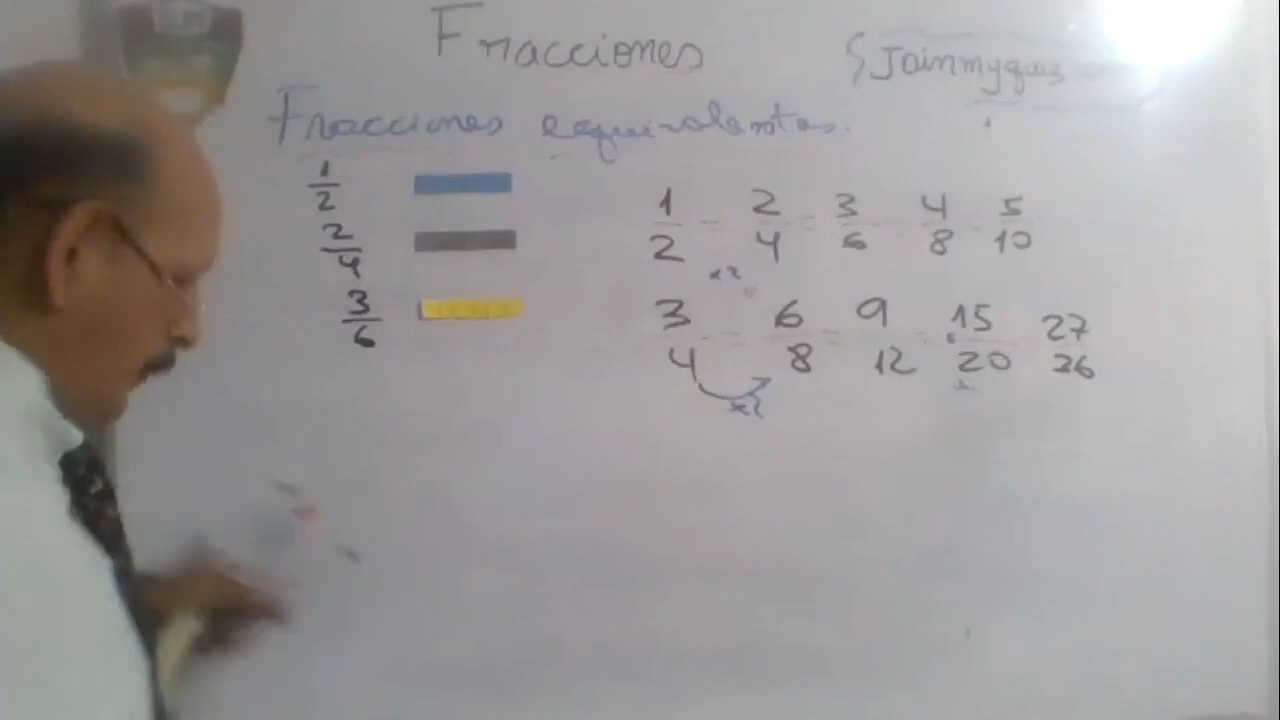 Fracciones
{ Jainmyquis
Fracciones equivalentes.
1/2
2/4
3/6
1/2 = 2/4 = 3/6 = 4/8 = 5/10
x2
3/4 = 6/8 = 9/12 = 15/20 = 27/36
x2